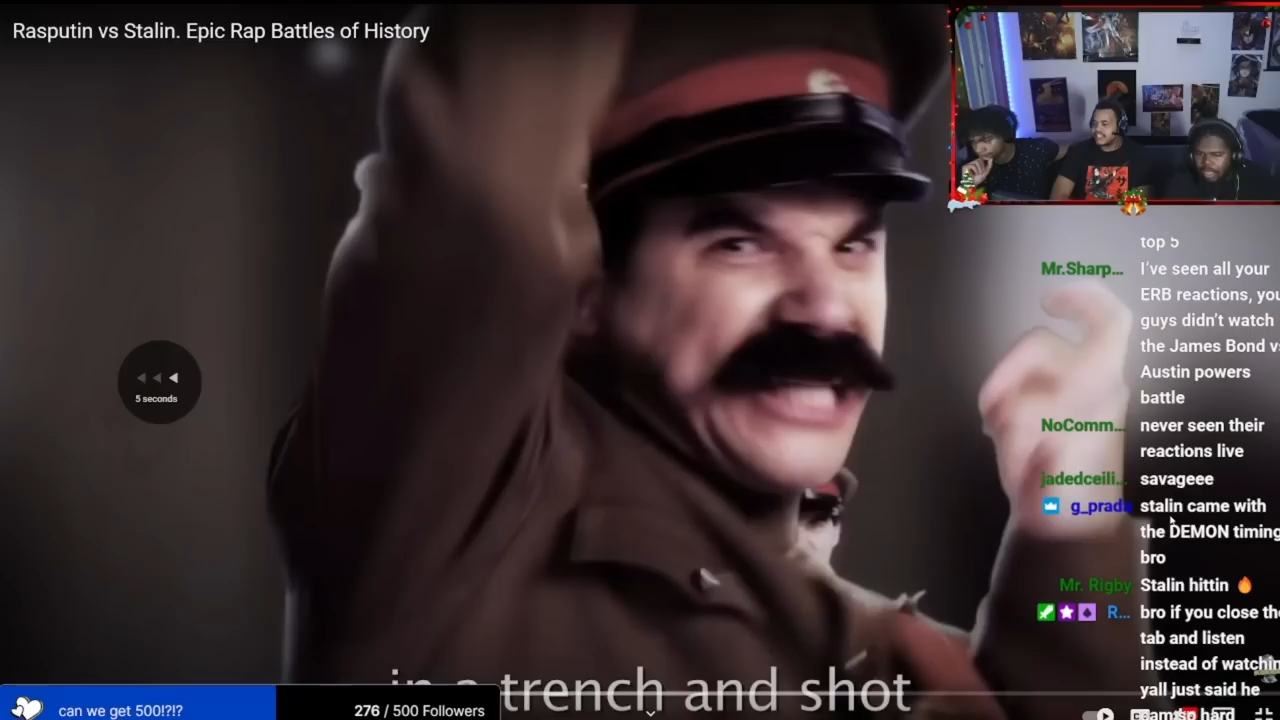 Rasputin vs Stalin. Epic Rap Battles of History
top 5
Mr.Sharp... I've seen all your
ERB reactions, you
guys didn't watch
the James Bond vs
Austin powers
battle
NoComm... never seen their
reactions live
jadedceili... savageee
g_prada stalin came with
the DEMON timing
bro
Mr. Rigby Stalin hittin 🔥
R... bro if you close the
tab and listen
instead of watchin
yall just said he
hard
5 seconds
in a trench and shot
can we get 500!?!?
276 / 500 Followers